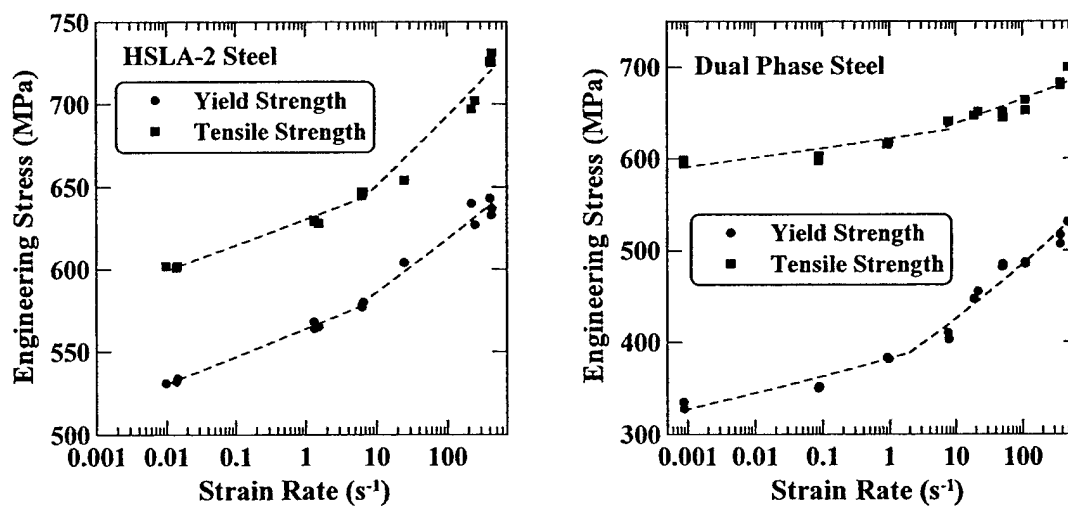 HSLA-2 Steel
Yield Strength
Tensile Strength
Engineering Stress (MPa)
750
700
650
600
550
500
0.001 0.01 0.1 1 10 100
Strain Rate (s⁻¹)
Dual Phase Steel
Yield Strength
Tensile Strength
Engineering Stress (MPa)
700
600
500
400
300
0.001 0.01 0.1 1 10 100
Strain Rate (s⁻¹)